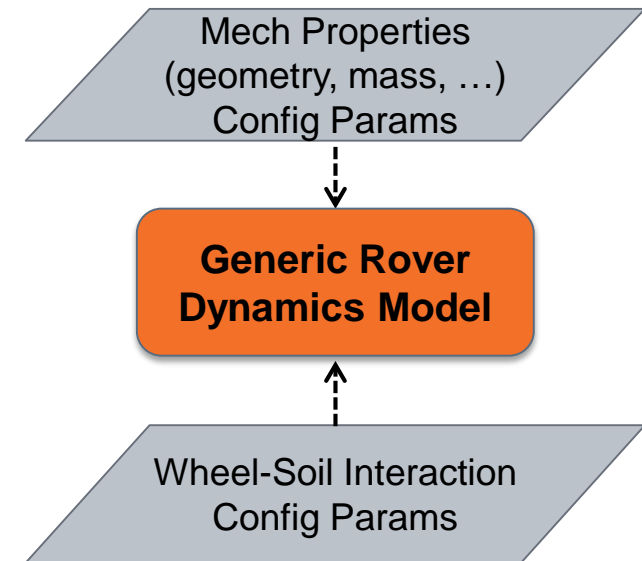 Mech Properties
(geometry, mass, …)
Config Params
Generic Rover
Dynamics Model
Wheel-Soil Interaction
Config Params